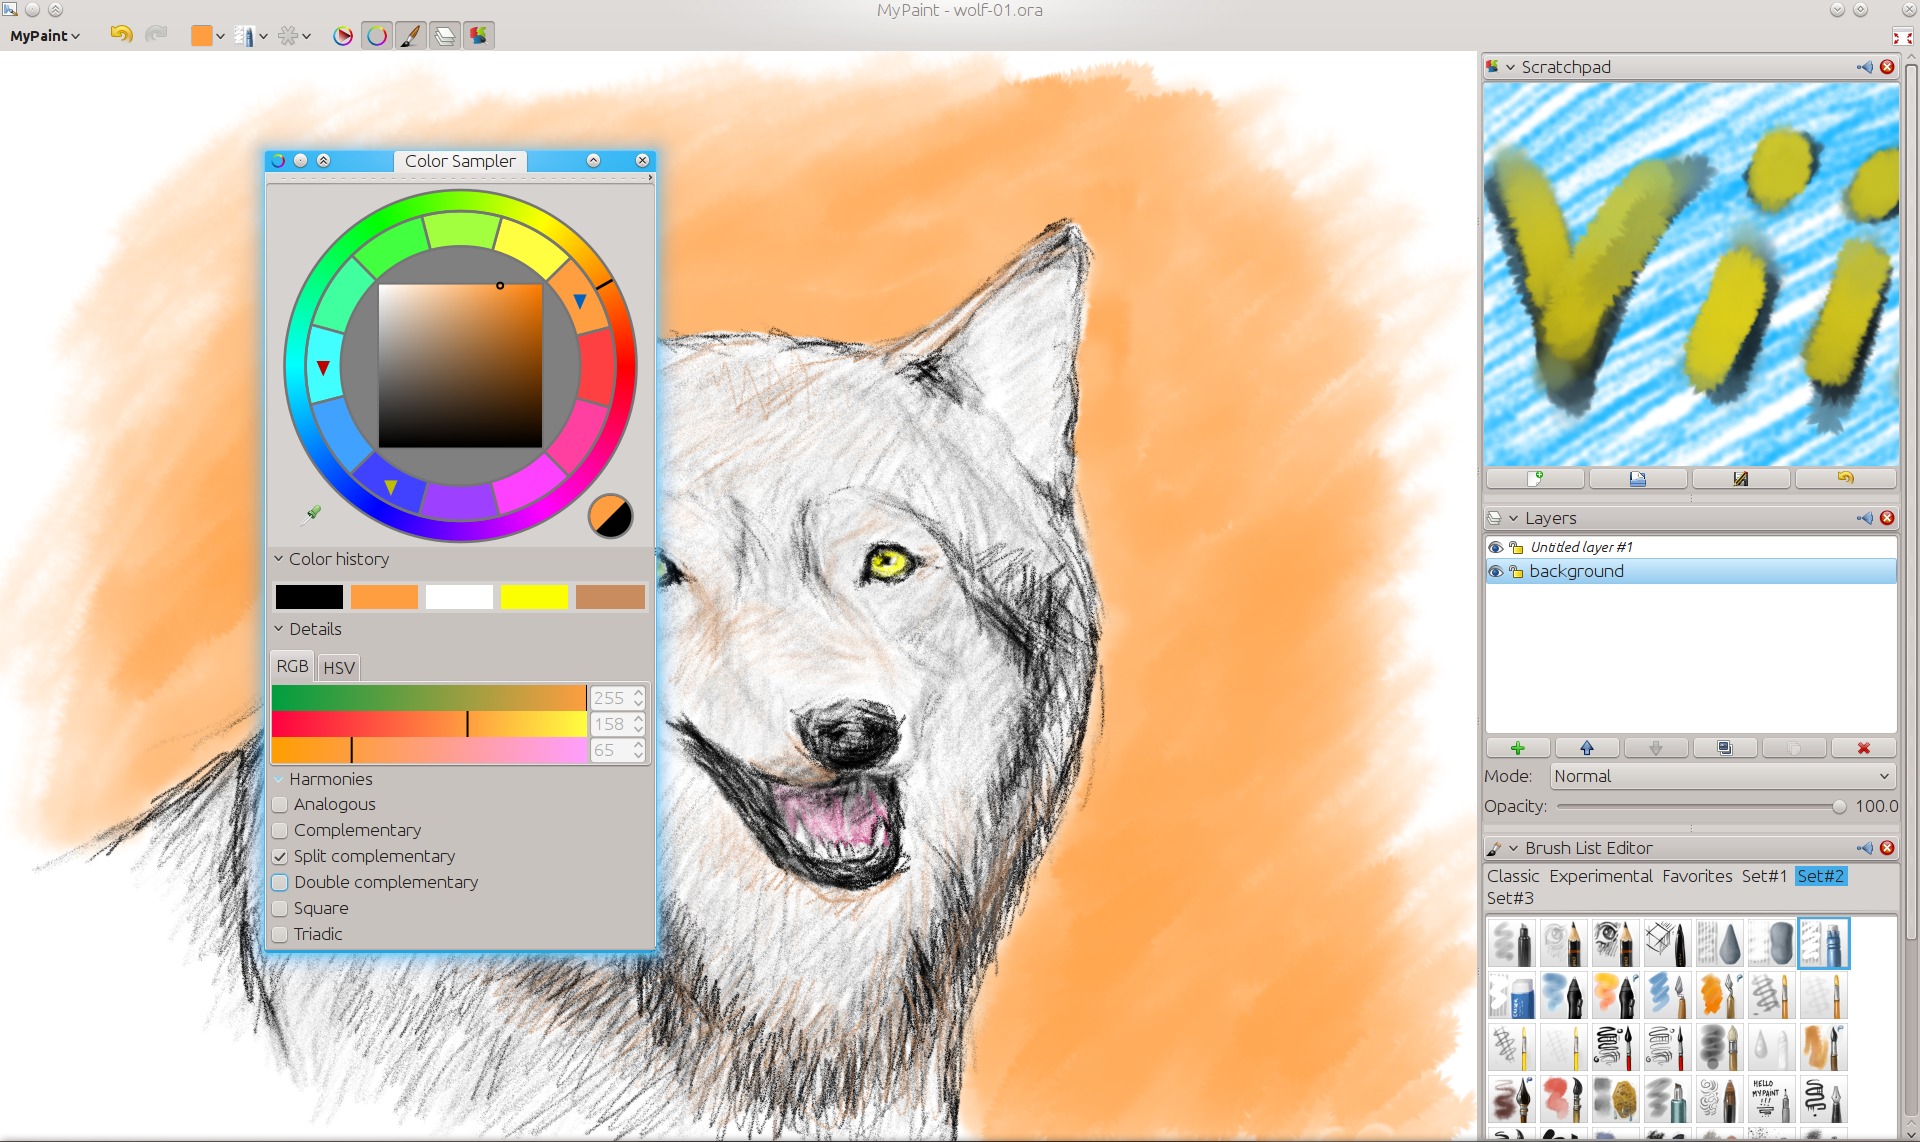 MyPaint - wolf-01.ora
MyPaint
Color Sampler
Color history
Details
RGB HSV
255
158
65
Harmonies
Analogous
Complementary
Split complementary
Double complementary
Square
Triadic
Scratchpad
Vii
Layers
Untitled layer #1
background
Mode: Normal
Opacity: 100.0
Brush List Editor
Classic Experimental Favorites Set#1 Set#2
Set#3
HELLO
MYPAINT
!!!